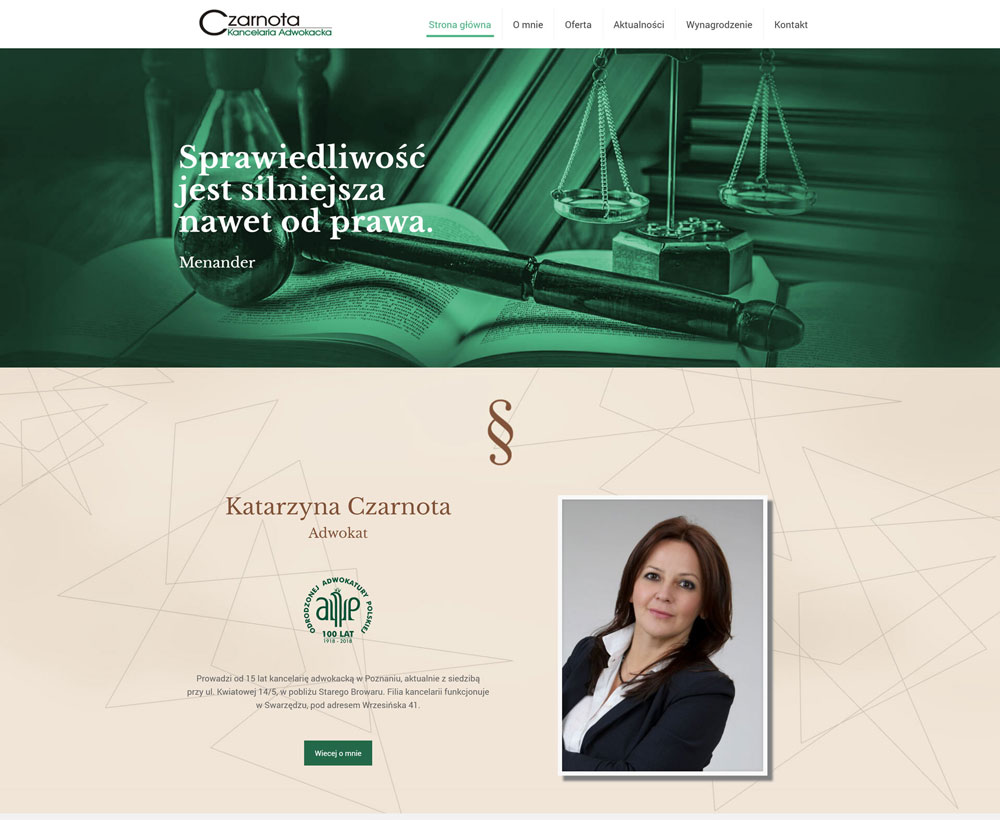 Czarnota
Kancelaria Adwokacka
Strona główna
O mnie
Oferta
Aktualności
Wynagrodzenie
Kontakt
Sprawiedliwość
jest silniejsza
nawet od prawa.
Menander
§
Katarzyna Czarnota
Adwokat
ODRODZONEJ ADWOKATURY POLSKIEJ
100 LAT
1918 - 2018
Prowadzi od 15 lat kancelarię adwokacką w Poznaniu, aktualnie z siedzibą
przy ul. Kwiatowej 14/5, w pobliżu Starego Browaru. Filia kancelarii funkcjonuje
w Swarzędzu, pod adresem Wrzesińska 41.
Wiecej o mnie